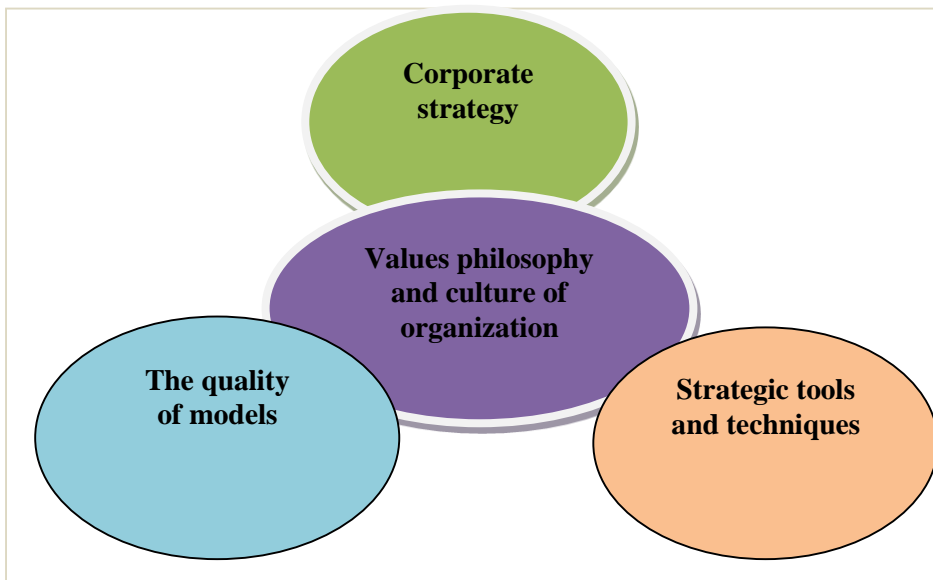 Corporate
strategy
Values philosophy
and culture of
organization
The quality
of models
Strategic tools
and techniques